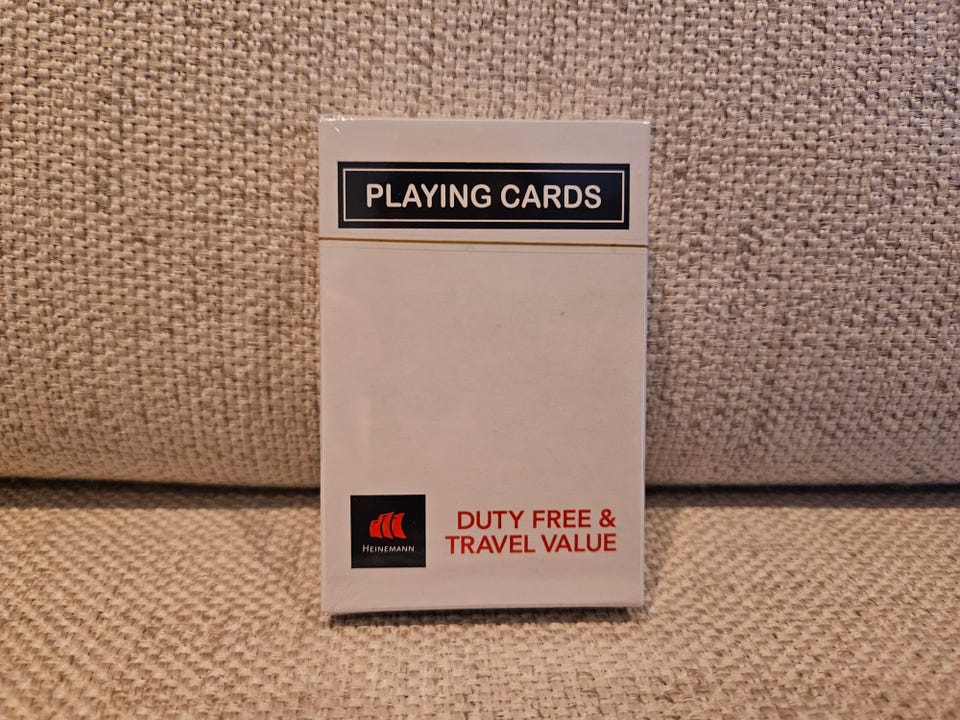 PLAYING CARDS
HEINEMANN
DUTY FREE &
TRAVEL VALUE